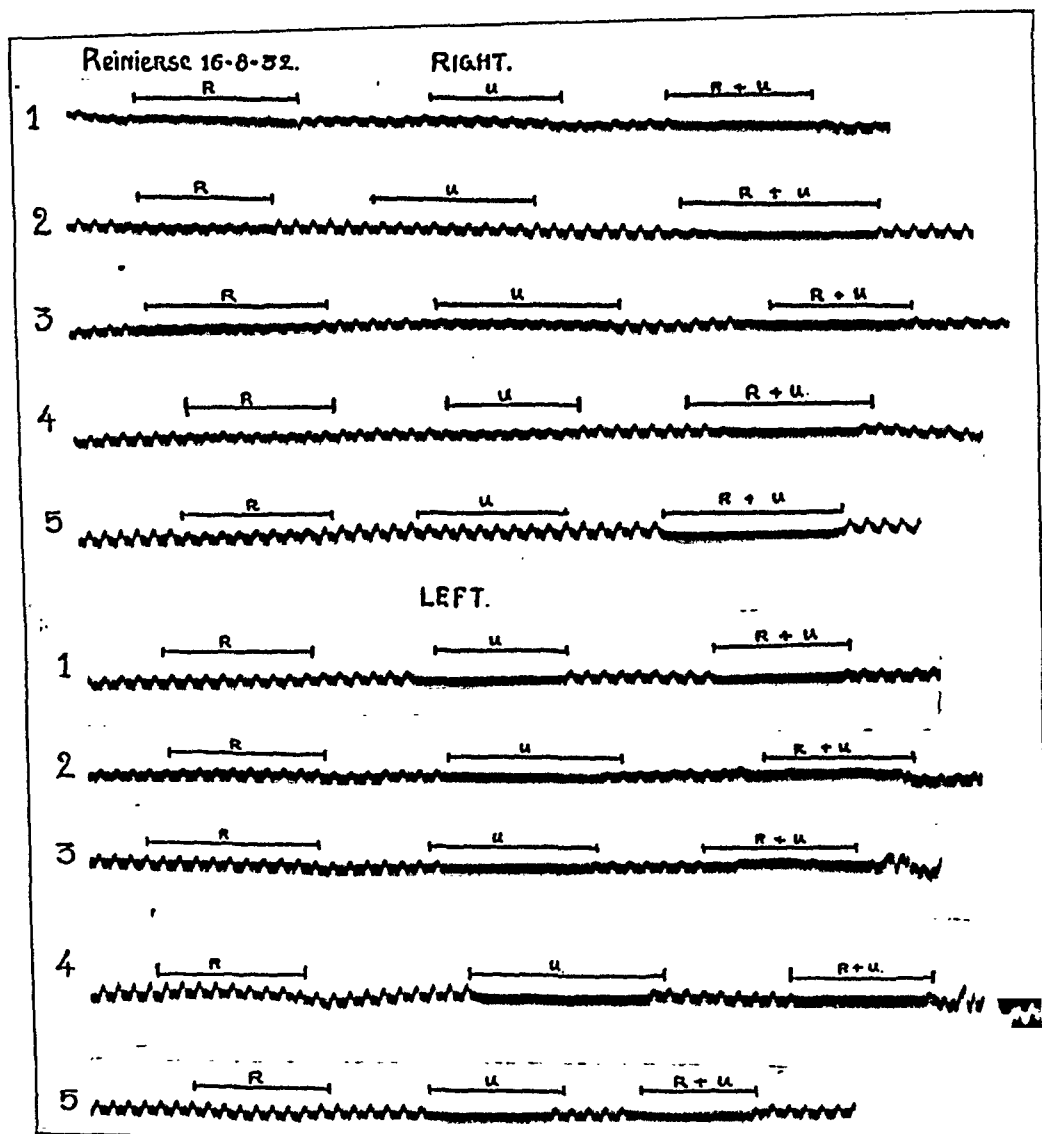 Reinierse 16-8-32. RIGHT.
R u R + u
1
R u R + u
2
R u R + u
3
R u R + u.
4
R u R + u
5
LEFT.
R u R + u
1
R u R + u
2
R u R + u
3
R u. R+u.
4
R u R + u
5